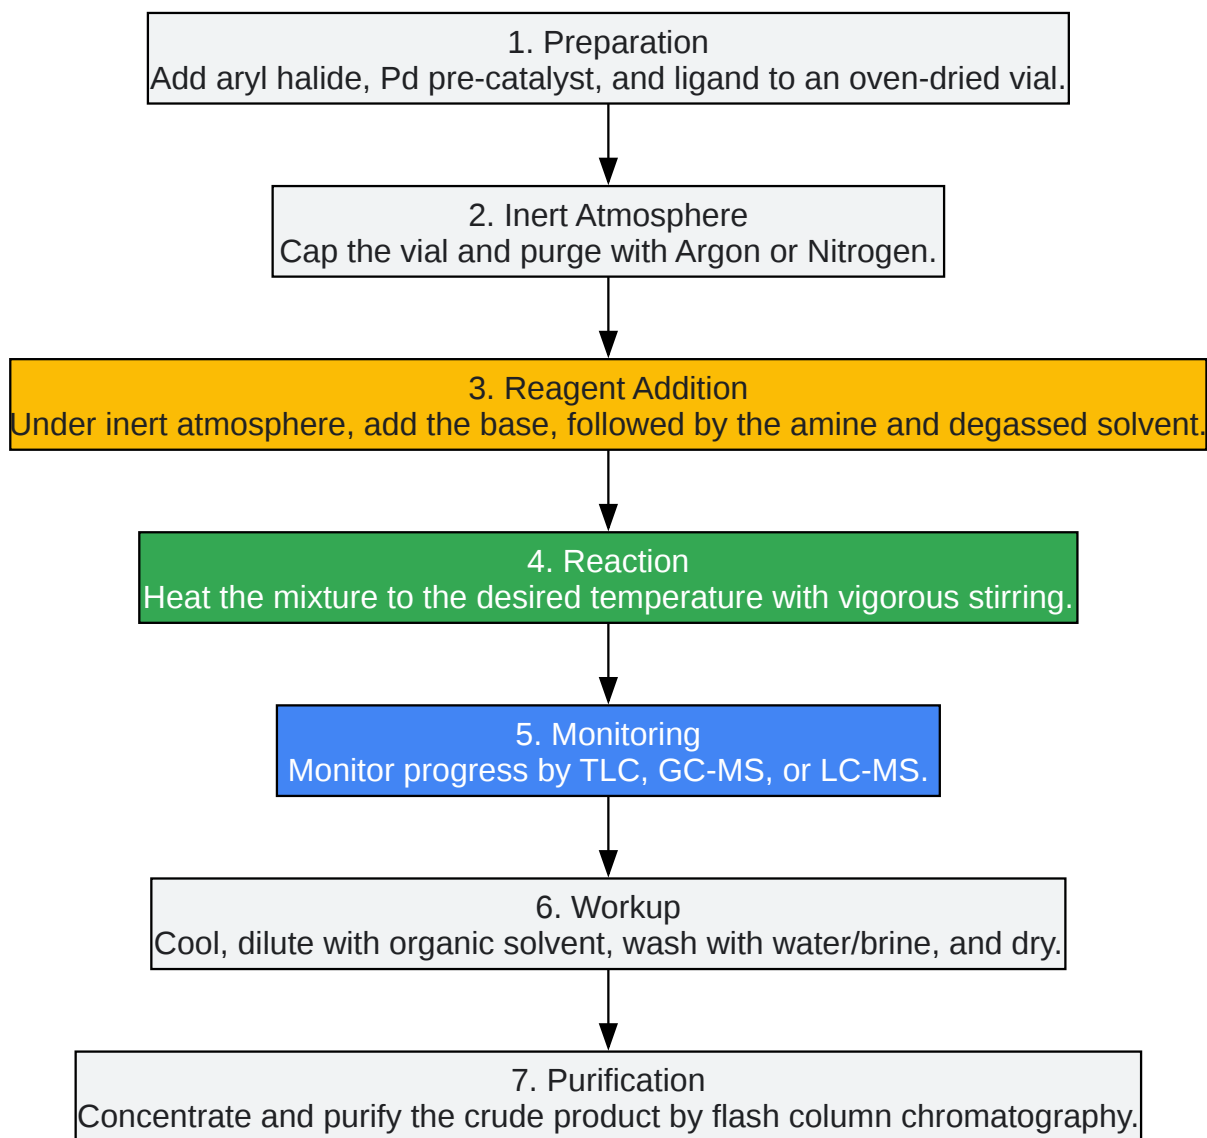 1. Preparation
Add aryl halide, Pd pre-catalyst, and ligand to an oven-dried vial.
2. Inert Atmosphere
Cap the vial and purge with Argon or Nitrogen.
3. Reagent Addition
Under inert atmosphere, add the base, followed by the amine and degassed solvent.
4. Reaction
Heat the mixture to the desired temperature with vigorous stirring.
5. Monitoring
Monitor progress by TLC, GC-MS, or LC-MS.
6. Workup
Cool, dilute with organic solvent, wash with water/brine, and dry.
7. Purification
Concentrate and purify the crude product by flash column chromatography.